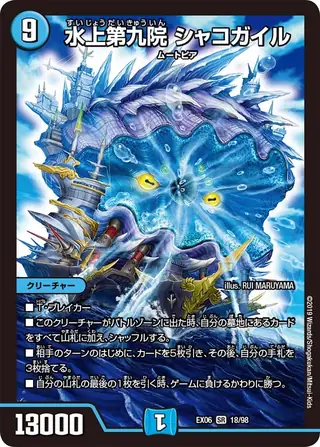 9
すいじょうだいきゅういん
水上第九院 シャコガイル
ムートピア
illus. RUI MARUYAMA
クリーチャー
■T・ブレイカー
■このクリーチャーがバトルゾーンに出た時、自分の墓地にあるカード
をすべて山札に加え、シャッフルする。
■相手のターンのはじめに、カードを5枚引き、その後、自分の手札を
3枚捨てる。
■自分の山札の最後の1枚を引く時、ゲームに負けるかわりに勝つ。
13000
EX06 SR 18/98
©2019 Wizards/Shogakukan/Mitsui-Kids